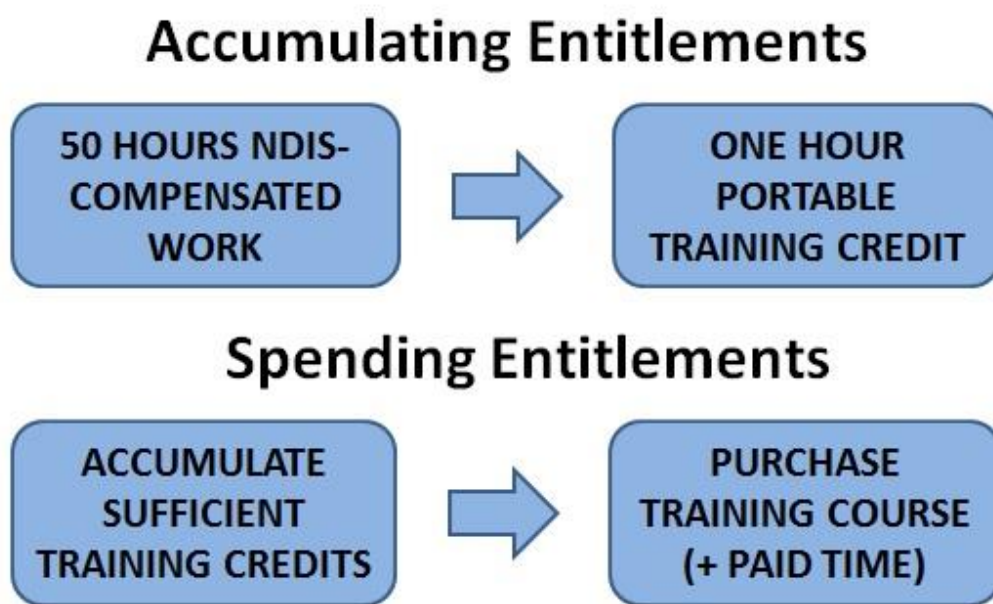 Accumulating Entitlements
50 HOURS NDIS-
COMPENSATED
WORK
ONE HOUR
PORTABLE
TRAINING CREDIT
Spending Entitlements
ACCUMULATE
SUFFICIENT
TRAINING CREDITS
PURCHASE
TRAINING COURSE
(+ PAID TIME)